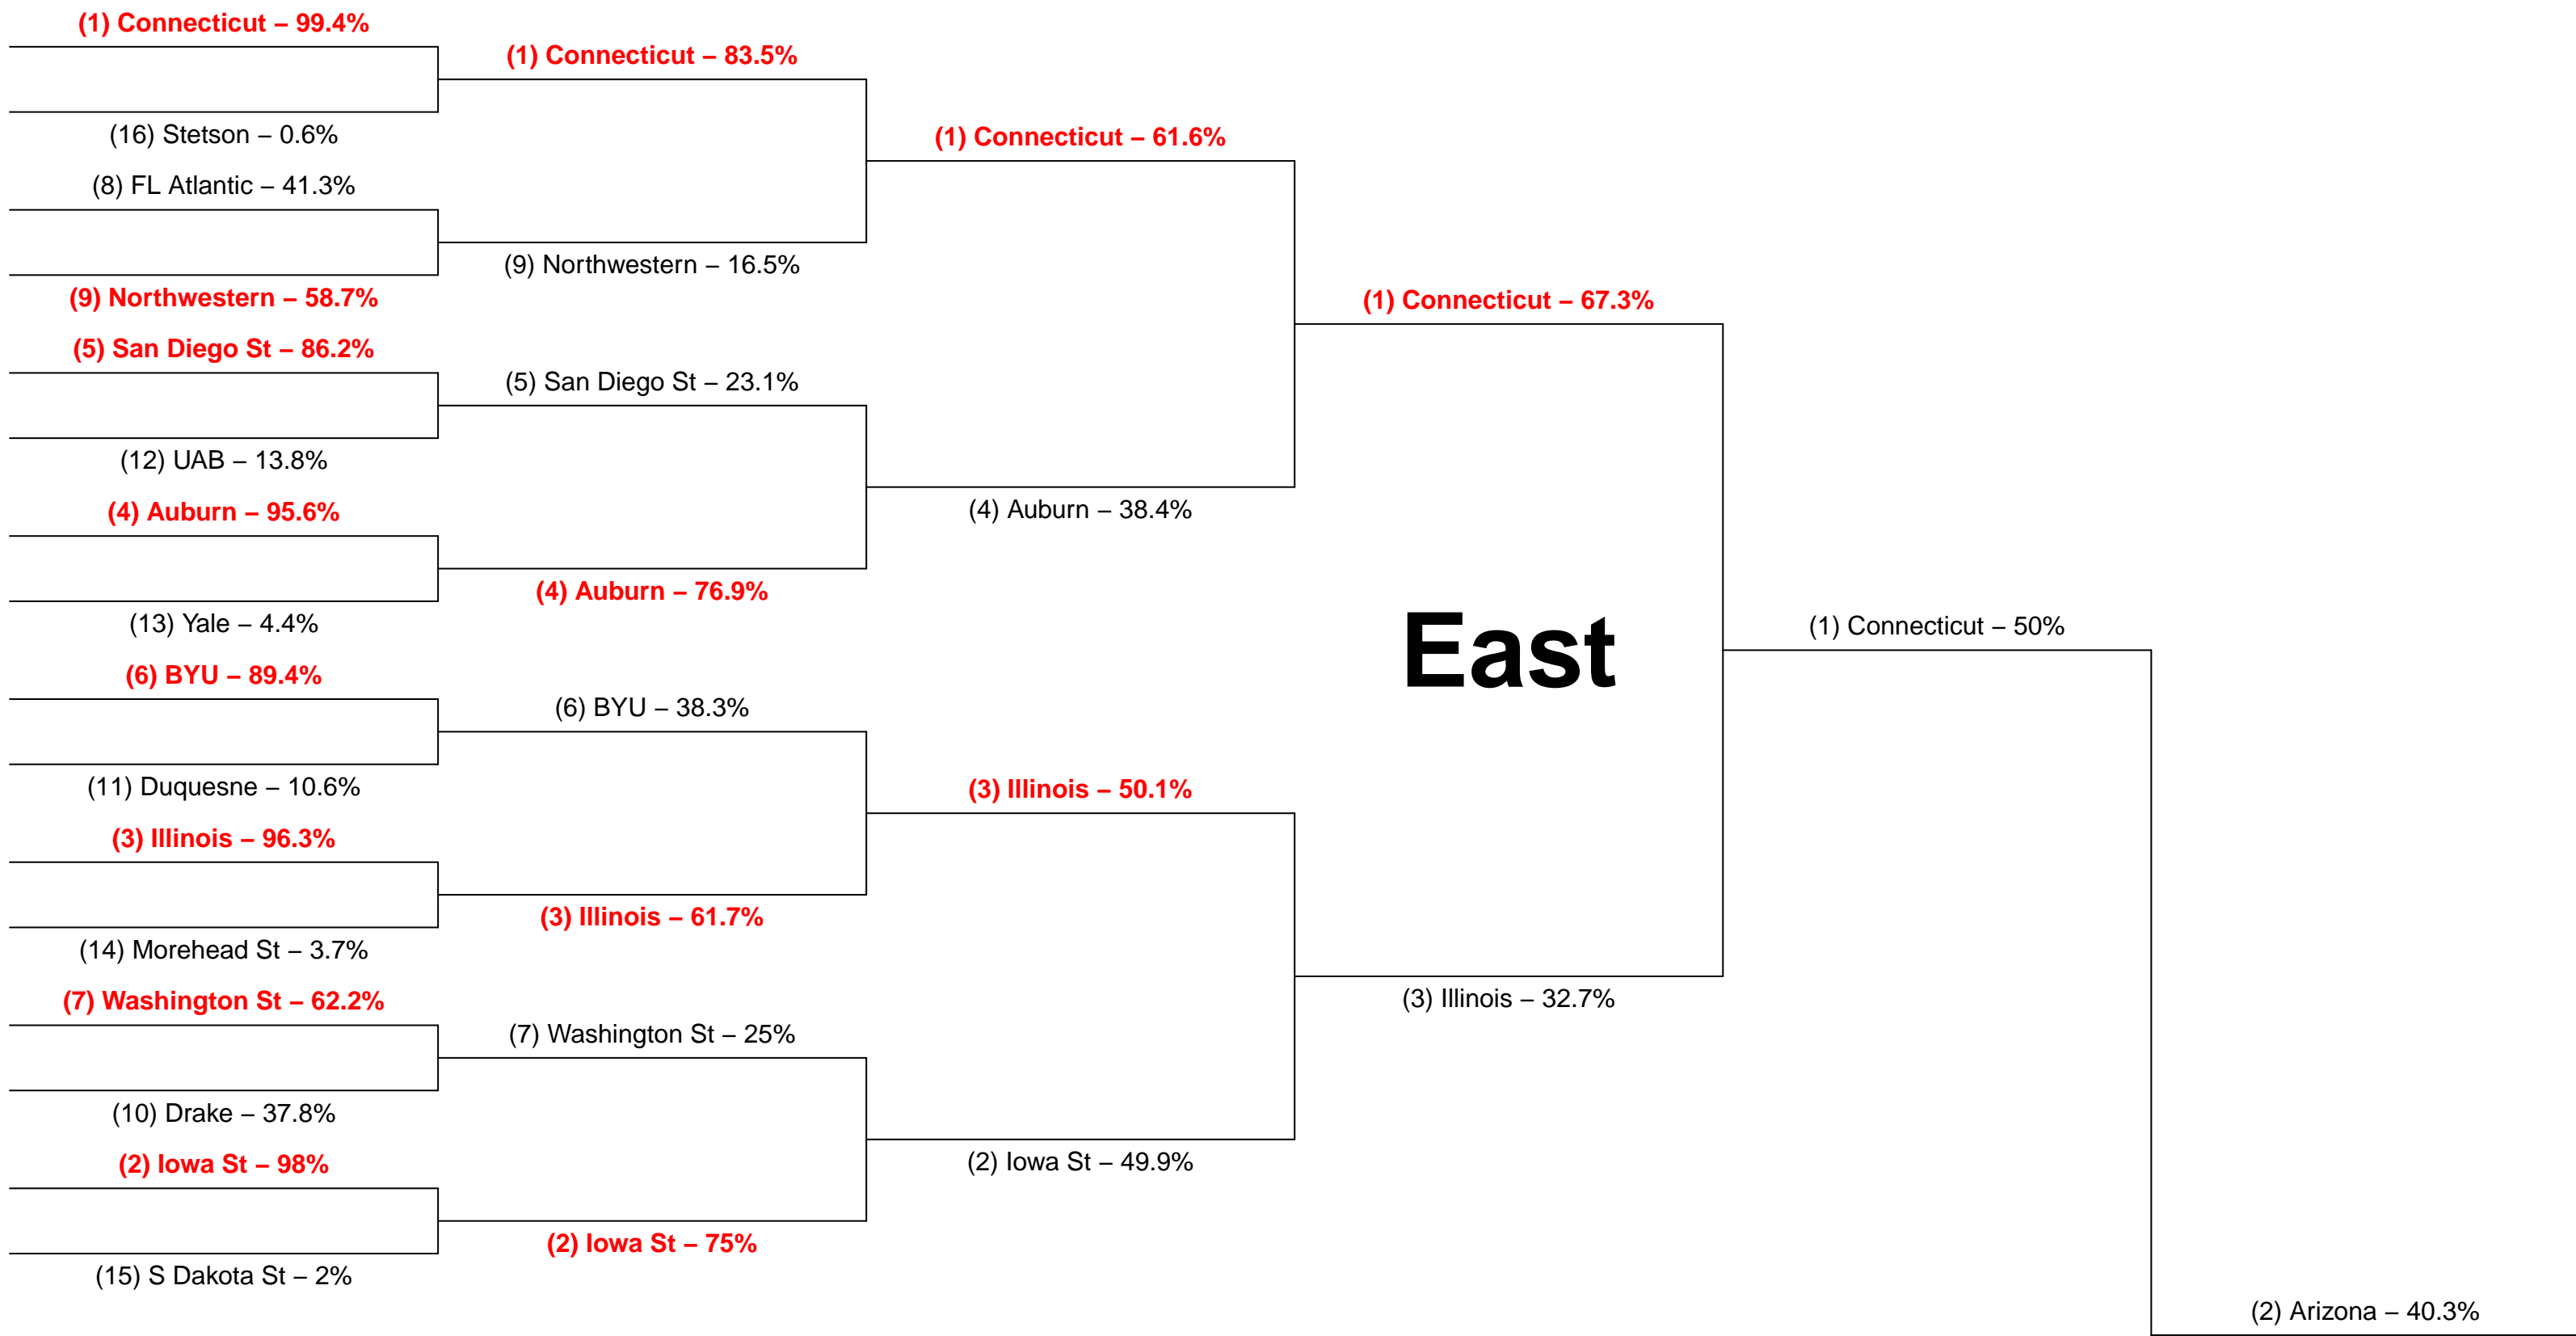 (1) Connecticut – 99.4%
(16) Stetson – 0.6%
(8) FL Atlantic – 41.3%
(9) Northwestern – 58.7%
(5) San Diego St – 86.2%
(12) UAB – 13.8%
(4) Auburn – 95.6%
(13) Yale – 4.4%
(6) BYU – 89.4%
(11) Duquesne – 10.6%
(3) Illinois – 96.3%
(14) Morehead St – 3.7%
(7) Washington St – 62.2%
(10) Drake – 37.8%
(2) Iowa St – 98%
(15) S Dakota St – 2%
(1) Connecticut – 83.5%
(9) Northwestern – 16.5%
(5) San Diego St – 23.1%
(4) Auburn – 76.9%
(6) BYU – 38.3%
(3) Illinois – 61.7%
(7) Washington St – 25%
(2) Iowa St – 75%
(1) Connecticut – 61.6%
(4) Auburn – 38.4%
(3) Illinois – 50.1%
(2) Iowa St – 49.9%
(1) Connecticut – 67.3%
East
(3) Illinois – 32.7%
(1) Connecticut – 50%
(2) Arizona – 40.3%